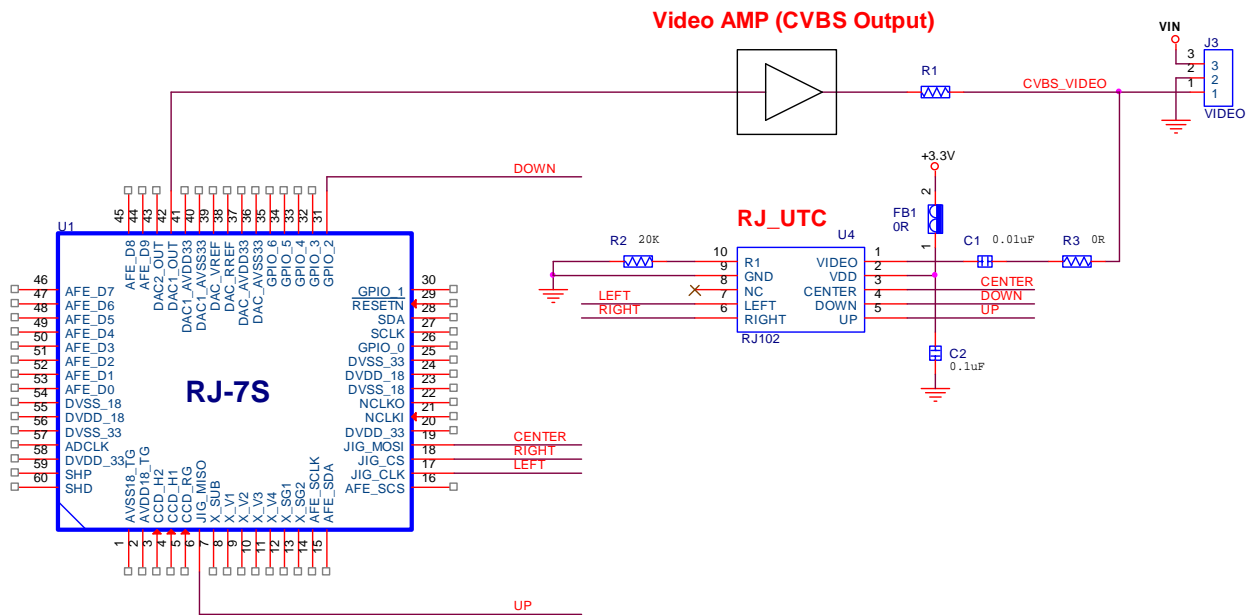 Video AMP (CVBS Output)
VIN
J3
3
3
2
2
1
1
VIDEO
R1
CVBS_VIDEO
DOWN
+3.3V
2
FB1
0R
1
RJ_UTC
U4
R2
20K
C1
0.01uF
R3
0R
10
R1
VIDEO
1
9
GND
VDD
2
8
NC
CENTER
3
CENTER
LEFT
7
LEFT
DOWN
4
DOWN
RIGHT
6
RIGHT
UP
5
UP
RJ102
C2
0.1uF
U1
45
44
43
42
41
40
39
38
37
36
35
34
33
32
31
AFE_D8
AFE_D9
DAC2_OUT
DAC1_OUT
DAC1_AVDD33
DAC1_AVSS33
DAC_VREF
DAC_RREF
DAC_AVDD33
DAC_AVSS33
GPIO_6
GPIO_5
GPIO_4
GPIO_3
GPIO_2
46
AFE_D7
47
AFE_D6
48
AFE_D5
49
AFE_D4
50
AFE_D3
51
AFE_D2
52
AFE_D1
53
AFE_D0
54
DVSS_18
55
DVDD_18
56
DVSS_33
57
ADCLK
58
DVDD_33
59
SHP
60
SHD
RJ-7S
GPIO_1
30
RESETN
29
SDA
28
SCLK
27
GPIO_0
26
DVSS_33
25
DVDD_18
24
DVSS_18
23
NCLKO
22
NCLKI
21
DVDD_33
20
JIG_MOSI
19
CENTER
JIG_CS
18
RIGHT
JIG_CLK
17
LEFT
AFE_SCS
16
AVSS18_TG
AVDD18_TG
CCD_H2
CCD_H1
CCD_RG
JIG_MISO
X_SUB
X_V1
X_V2
X_V3
X_V4
X_SG1
X_SG2
AFE_SCLK
AFE_SDA
1
2
3
4
5
6
7
8
9
10
11
12
13
14
15
UP